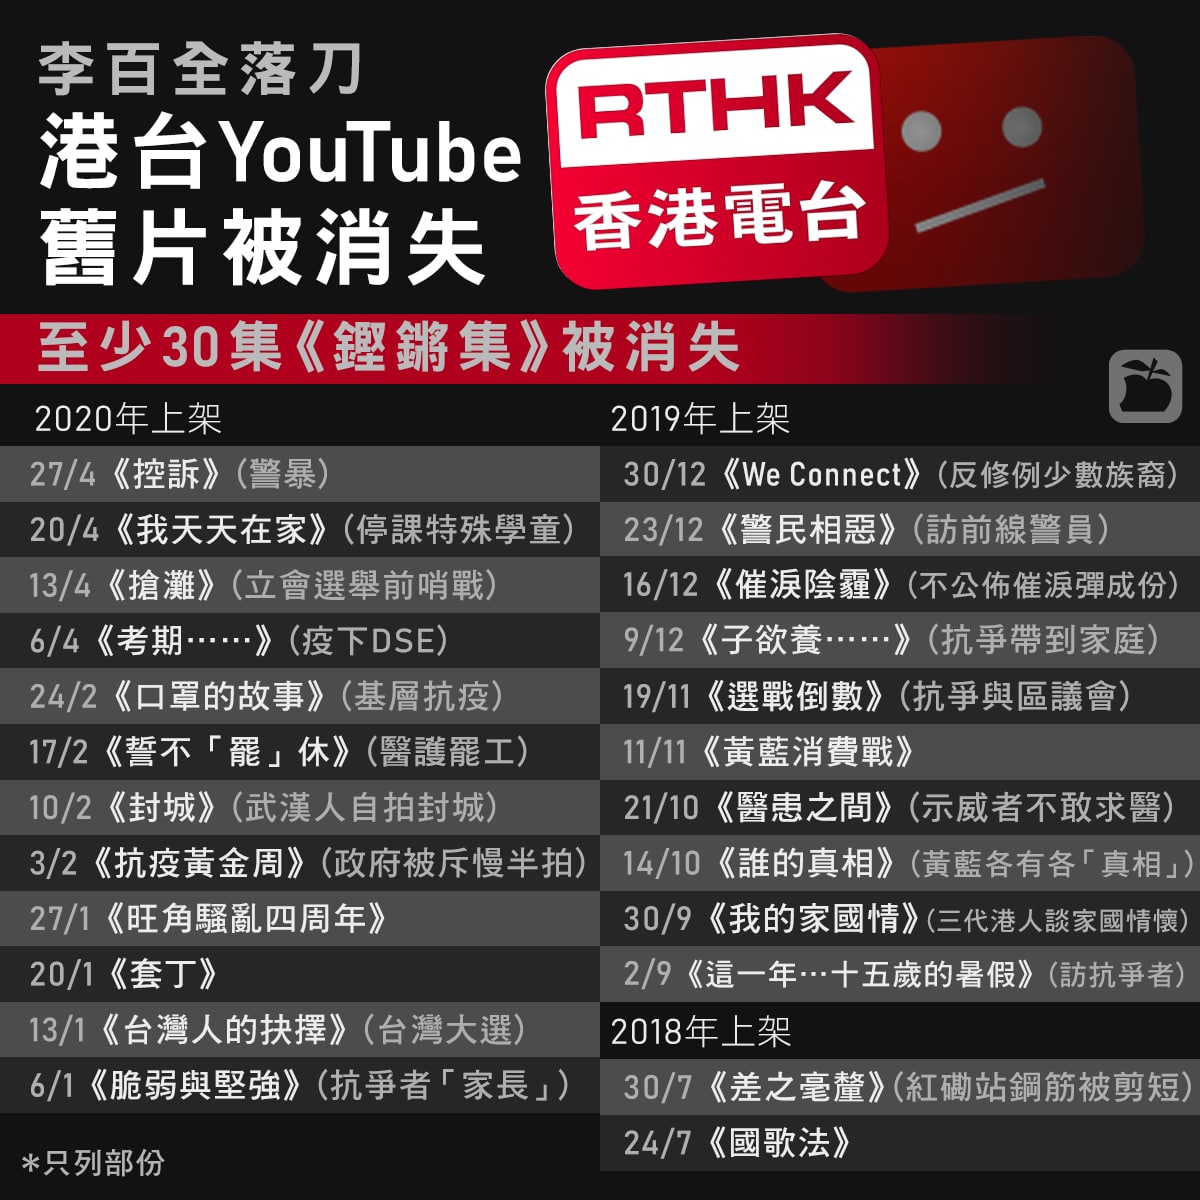 李百全落刀
港台YouTube
舊片被消失
RTHK
香港電台
至少30集《鏗鏘集》被消失
2020年上架
27/4《控訴》(警暴)
20/4《我天天在家》(停課特殊學童)
13/4《搶灘》(立會選舉前哨戰)
6/4《考期……》(疫下DSE)
24/2《口罩的故事》(基層抗疫)
17/2《誓不「罷」休》(醫護罷工)
10/2《封城》(武漢人自拍封城)
3/2《抗疫黃金周》(政府被斥慢半拍)
27/1《旺角騷亂四周年》
20/1《套丁》
13/1《台灣人的抉擇》(台灣大選)
6/1《脆弱與堅強》(抗爭者「家長」)
*只列部份
2019年上架
30/12《We Connect》(反修例少數族裔)
23/12《警民相惡》(訪前線警員)
16/12《催淚陰霾》(不公佈催淚彈成份)
9/12《子欲養……》(抗爭帶到家庭)
19/11《選戰倒數》(抗爭與區議會)
11/11《黃藍消費戰》
21/10《醫患之間》(示威者不敢求醫)
14/10《誰的真相》(黃藍各有各「真相」)
30/9《我的家國情》(三代港人談家國情懷)
2/9《這一年…十五歲的暑假》(訪抗爭者)
2018年上架
30/7《差之毫釐》(紅磡站鋼筋被剪短)
24/7《國歌法》